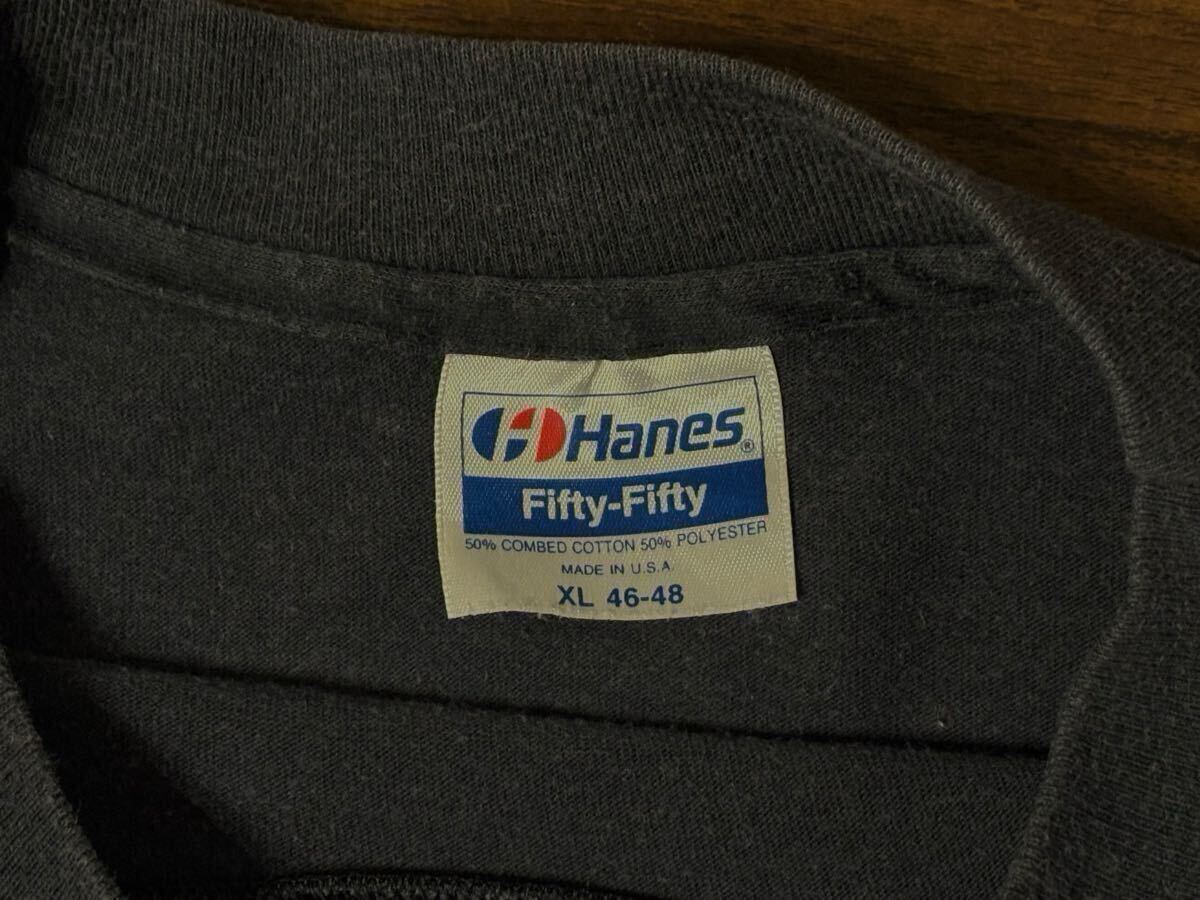 Hanes®
Fifty-Fifty
50% COMBED COTTON 50% POLYESTER
MADE IN U.S.A.
XL 46-48